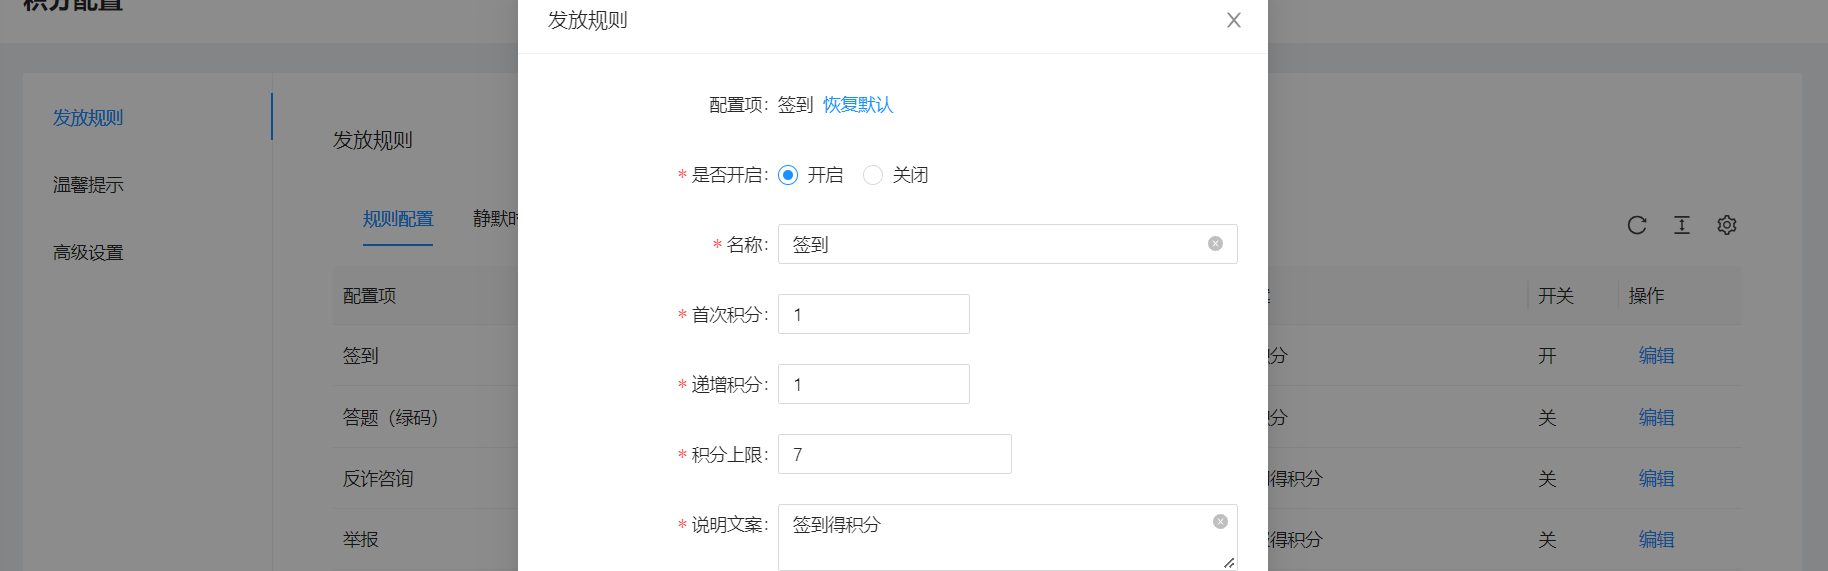 积分配置
发放规则
温馨提示
高级设置
发放规则
规则配置 静默时
配置项 开关 操作
签到 积分 开 编辑
答题（绿码） 积分 关 编辑
反诈咨询 得积分 关 编辑
举报 得积分 关 编辑
发放规则
配置项： 签到 恢复默认
* 是否开启： 开启 关闭
* 名称： 签到
* 首次积分： 1
* 递增积分： 1
* 积分上限： 7
* 说明文案： 签到得积分